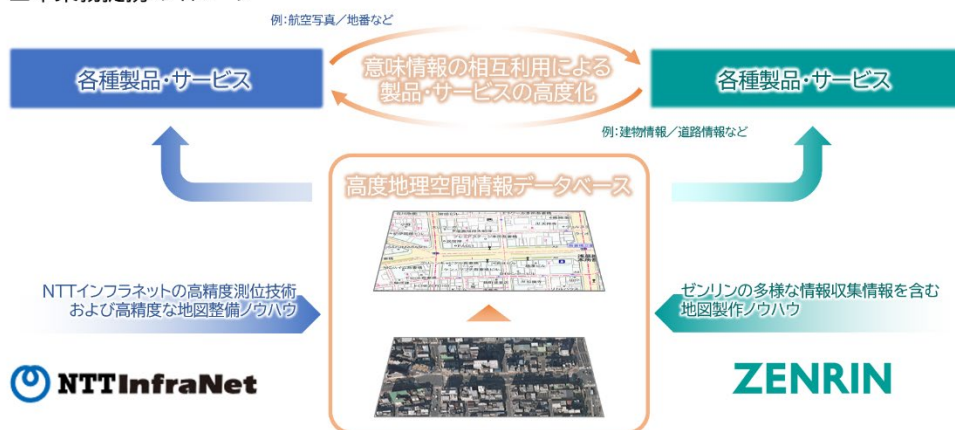 例:航空写真/地番など
各種製品・サービス
意味情報の相互利用による
製品・サービスの高度化
各種製品・サービス
例:建物情報/道路情報など
高度地理空間情報データベース
NTTインフラネットの高精度測位技術
および高精度な地図整備ノウハウ
ゼンリンの多様な情報収集情報を含む
地図製作ノウハウ
NTTInfraNet
ZENRIN